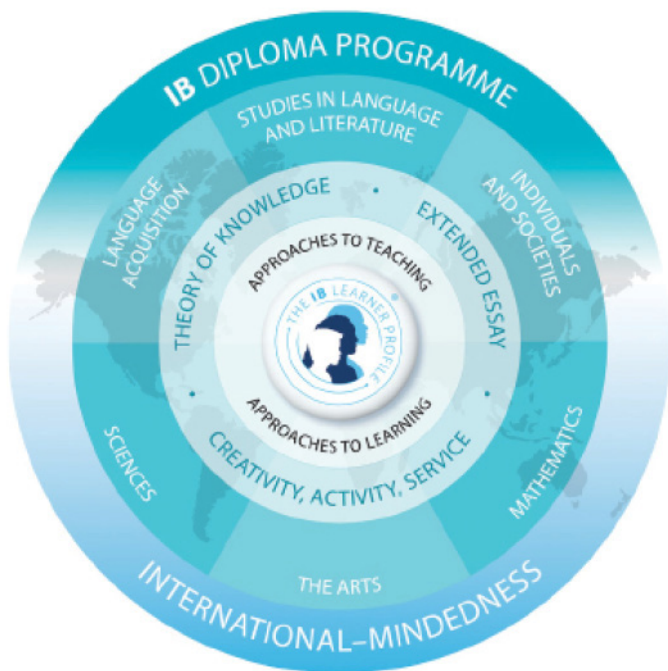 IB DIPLOMA PROGRAMME
STUDIES IN LANGUAGE
AND LITERATURE
LANGUAGE
ACQUISITION
INDIVIDUALS
AND SOCIETIES
THEORY OF KNOWLEDGE
EXTENDED ESSAY
APPROACHES TO TEACHING
THE IB LEARNER PROFILE ®
APPROACHES TO LEARNING
CREATIVITY, ACTIVITY, SERVICE
SCIENCES
MATHEMATICS
THE ARTS
INTERNATIONAL–MINDEDNESS